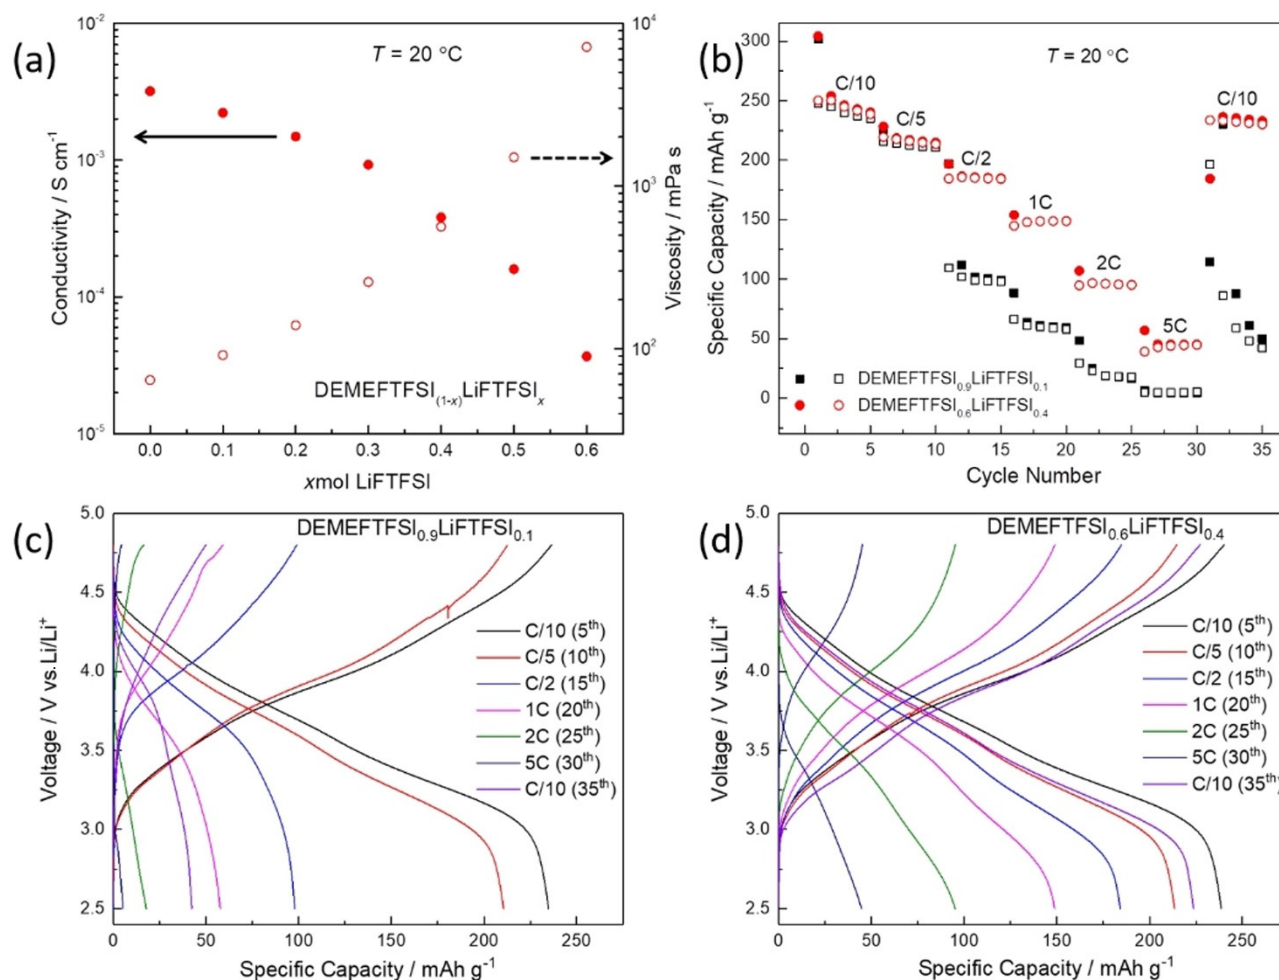 (a)
T = 20 °C
DEMEFTFSI(1-x)LiFTFSIx
Conductivity / S cm⁻¹
10⁻²
10⁻³
10⁻⁴
10⁻⁵
Viscosity / mPa s
10⁴
10³
10²
0.0 0.1 0.2 0.3 0.4 0.5 0.6
xmol LiFTFSI
(b)
T = 20 °C
C/10
C/5
C/2
1C
2C
5C
C/10
DEMEFTFSI0.9LiFTFSI0.1
DEMEFTFSI0.6LiFTFSI0.4
Specific Capacity / mAh g⁻¹
300
250
200
150
100
50
0
0 5 10 15 20 25 30 35
Cycle Number
(c)
DEMEFTFSI0.9LiFTFSI0.1
C/10 (5th)
C/5 (10th)
C/2 (15th)
1C (20th)
2C (25th)
5C (30th)
C/10 (35th)
Voltage / V vs.Li/Li⁺
5.0
4.5
4.0
3.5
3.0
2.5
0 50 100 150 200 250
Specific Capacity / mAh g⁻¹
(d)
DEMEFTFSI0.6LiFTFSI0.4
C/10 (5th)
C/5 (10th)
C/2 (15th)
1C (20th)
2C (25th)
5C (30th)
C/10 (35th)
Voltage / V vs.Li/Li⁺
5.0
4.5
4.0
3.5
3.0
2.5
0 50 100 150 200 250
Specific Capacity / mAh g⁻¹